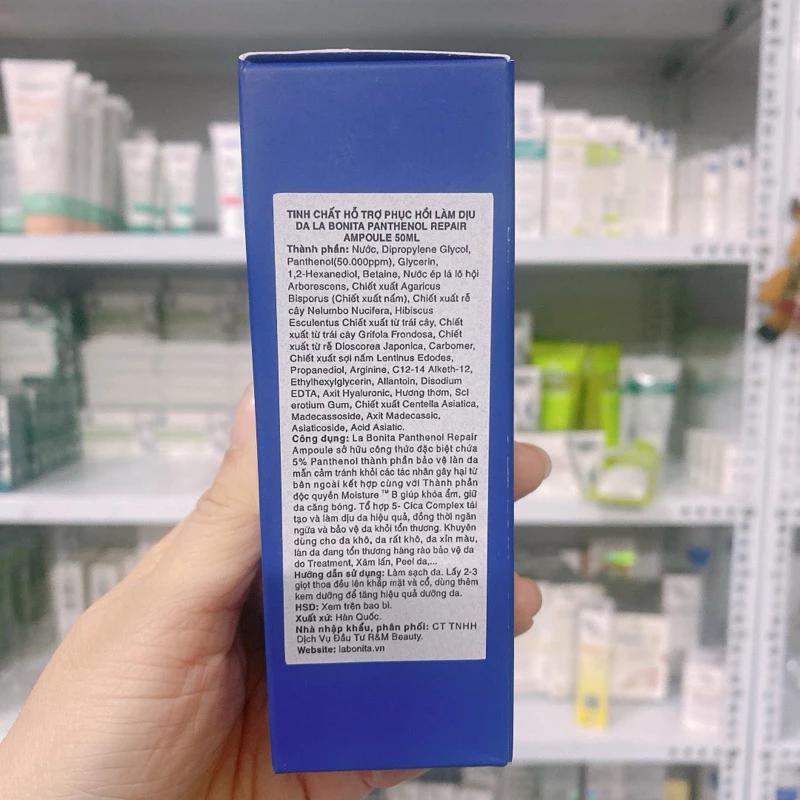 TINH CHẤT HỖ TRỢ PHỤC HỒI LÀM DỊU
DA LA BONITA PANTHENOL REPAIR
AMPOULE 50ML
Thành phần: Nước, Dipropylene Glycol,
Panthenol(50.000ppm), Glycerin,
1,2-Hexanediol, Betaine, Nước ép lá lô hội
Arborescens, Chiết xuất Agaricus
Bisporus (Chiết xuất nấm), Chiết xuất rễ
cây Nelumbo Nucifera, Hibiscus
Esculentus Chiết xuất từ trái cây, Chiết
xuất từ trái cây Grifola Frondosa, Chiết
xuất từ rễ Dioscorea Japonica, Carbomer,
Chiết xuất sợi nấm Lentinus Edodes,
Propanediol, Arginine, C12-14 Alketh-12,
Ethylhexylglycerin, Allantoin, Disodium
EDTA, Axit Hyaluronic, Hương thơm, Scl
erotium Gum, Chiết xuất Centella Asiatica,
Madecassoside, Axit Madecassic,
Asiaticoside, Acid Asiatic.
Công dụng: La Bonita Panthenol Repair
Ampoule sở hữu công thức đặc biệt chứa
5% Panthenol thành phần bảo vệ làn da
mẫn cảm tránh khỏi các tác nhân gây hại từ
bên ngoài kết hợp cùng với Thành phần
độc quyền Moisture ™ B giúp khóa ẩm, giữ
da căng bóng. Tổ hợp 5- Cica Complex tái
tạo và làm dịu da hiệu quả, đồng thời ngăn
ngừa và bảo vệ da khỏi tổn thương. Khuyên
dùng cho da khô, da rất khô, da xỉn màu,
làn da đang tổn thương hàng rào bảo vệ da
do Treatment, Xâm lấn, Peel da,...
Hướng dẫn sử dụng: Làm sạch da. Lấy 2-3
giọt thoa đều lên khắp mặt và cổ, dùng thêm
kem dưỡng để tăng hiệu quả dưỡng da.
HSD: Xem trên bao bì.
Xuất xứ: Hàn Quốc.
Nhà nhập khẩu, phân phối: CT TNHH
Dịch Vụ Đầu Tư R&M Beauty.
Website: labonita.vn